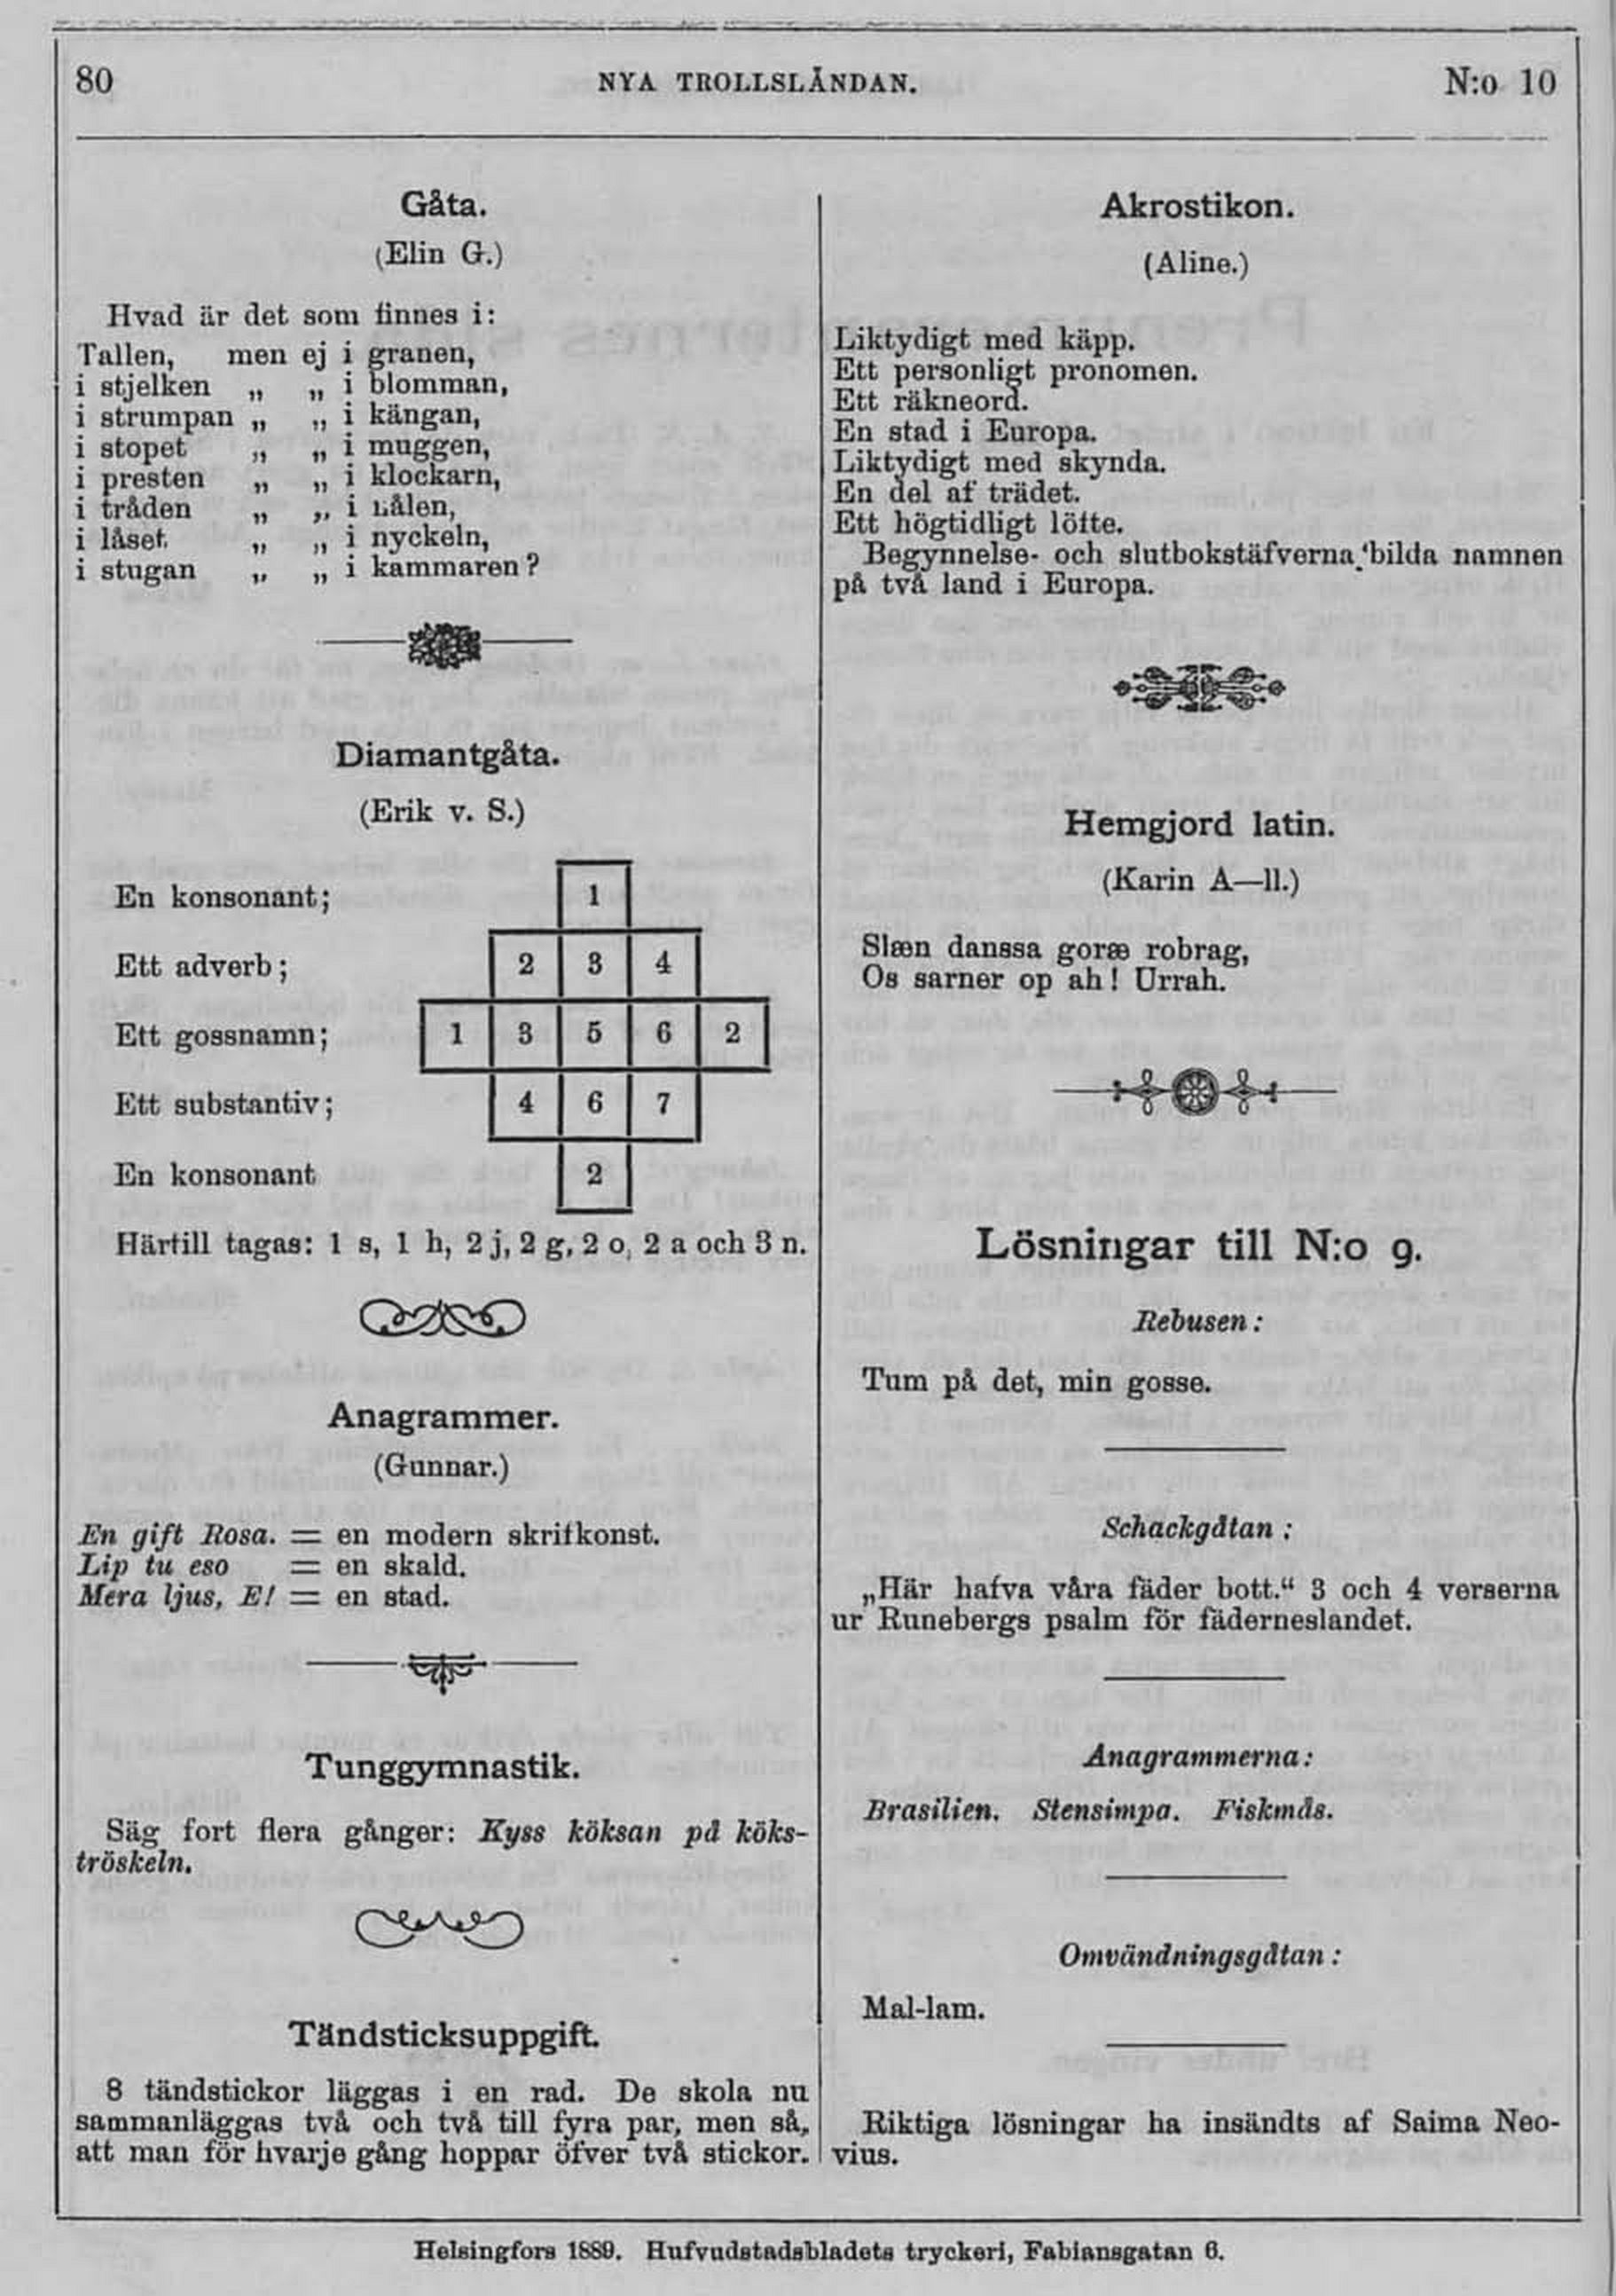 80
NYA TROLLSLÄNDAN.
N:o 10
Gåta.
(Elin G.)
Hvad är det som finnes i:
Tallen, men ej i granen,
i stjelken „ „ i blomman,
i strumpan „ „ i kängan,
i stopet „ „ i muggen,
i presten „ „ i klockarn,
i tråden „ „ i nålen,
i låset „ „ i nyckeln,
i stugan „ „ i kammaren?
Diamantgåta.
(Erik v. S.)
En konsonant; 1
Ett adverb; 2 3 4
Ett gossnamn; 1 3 5 6 2
Ett substantiv; 4 6 7
En konsonant 2
Härtill tagas: 1 s, 1 h, 2 j, 2 g, 2 o, 2 a och 3 n.
Anagrammer.
(Gunnar.)
En gift Rosa. = en modern skrifkonst.
Lip tu eso = en skald.
Mera ljus, E! = en stad.
Tunggymnastik.
Säg fort flera gånger: Kyss köksan på köks-
tröskeln.
Tändsticksuppgift.
8 tändstickor läggas i en rad. De skola nu
sammanläggas två och två till fyra par, men så,
att man för hvarje gång hoppar öfver två stickor.
Akrostikon.
(Aline.)
Liktydigt med käpp.
Ett personligt pronomen.
Ett räkneord.
En stad i Europa.
Liktydigt med skynda.
En del af trädet.
Ett högtidligt löfte.
Begynnelse- och slutbokstäfverna bilda namnen
på två land i Europa.
Hemgjord latin.
(Karin A—ll.)
Slæn danssa goræ robrag,
Os sarner op ah! Urrah.
Lösningar till N:o 9.
Rebusen:
Tum på det, min gosse.
Schackgåtan:
„Här hafva våra fäder bott.“ 3 och 4 verserna
ur Runebergs psalm för fäderneslandet.
Anagrammerna:
Brasilien. Stensimpa. Fiskmås.
Omvändningsgåtan:
Mal-lam.
Riktiga lösningar ha insändts af Saima Neo-
vius.
Helsingfors 1889. Hufvudstadsbladets tryckeri, Fabiansgatan 6.